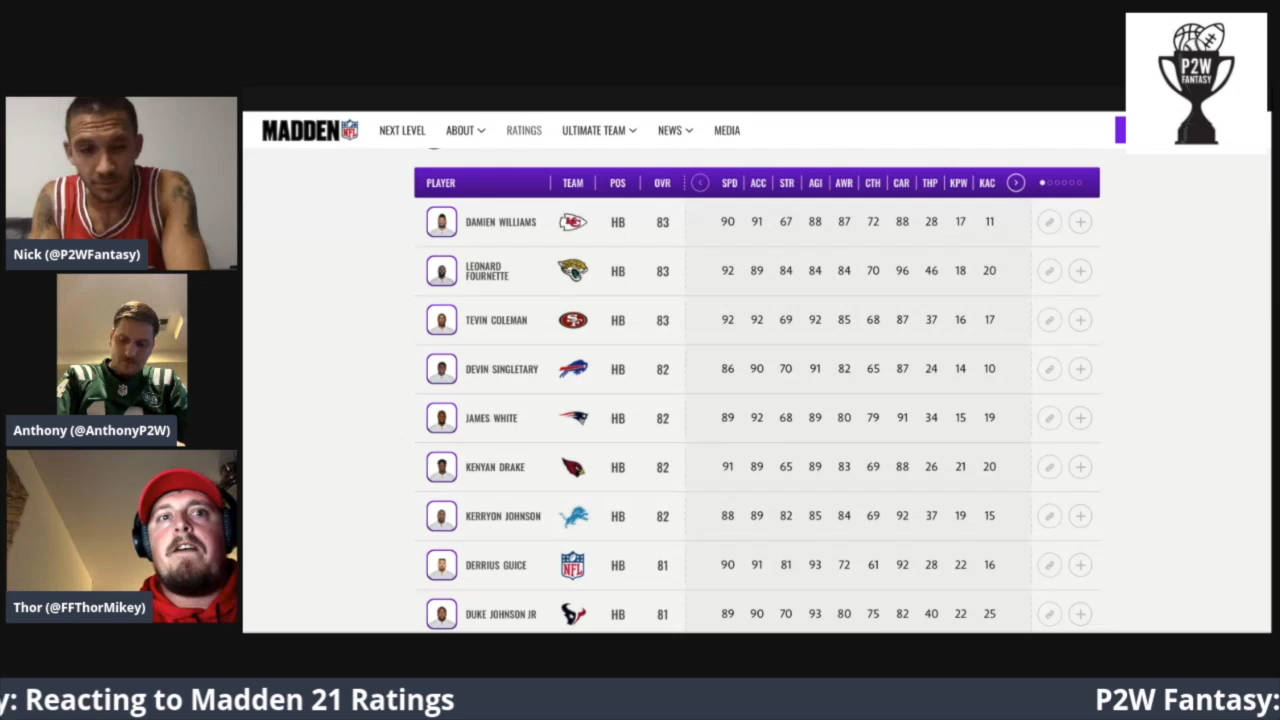 P2W
FANTASY
MADDEN NFL NEXT LEVEL ABOUT RATINGS ULTIMATE TEAM NEWS MEDIA
PLAYER TEAM POS OVR SPD ACC STR AGI AWR CTH CAR THP KPW KAC
DAMIEN WILLIAMS KC HB 83 90 91 67 88 87 72 88 28 17 11
LEONARD FOURNETTE HB 83 92 89 84 84 84 70 96 46 18 20
TEVIN COLEMAN SF HB 83 92 92 69 92 85 68 87 37 16 17
DEVIN SINGLETARY HB 82 86 90 70 91 82 65 87 24 14 10
JAMES WHITE HB 82 89 92 68 89 80 79 91 34 15 19
KENYAN DRAKE HB 82 91 89 65 89 83 69 88 26 21 20
KERRYON JOHNSON HB 82 88 89 82 85 84 69 92 37 19 15
DERRIUS GUICE NFL HB 81 90 91 81 93 72 61 92 28 22 16
DUKE JOHNSON JR HB 81 89 90 70 93 80 75 82 40 22 25
Nick (@P2WFantasy)
Anthony (@AnthonyP2W)
Thor (@FFThorMikey)
y: Reacting to Madden 21 Ratings P2W Fantasy: